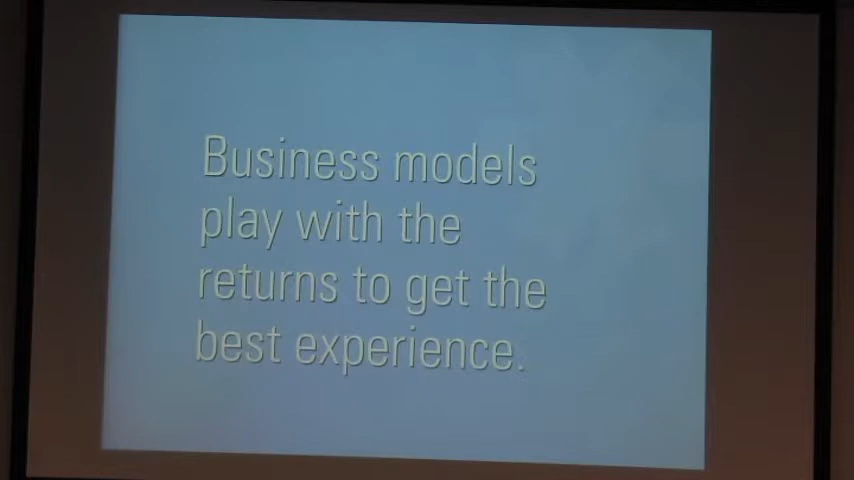 Business models
play with the
returns to get the
best experience.